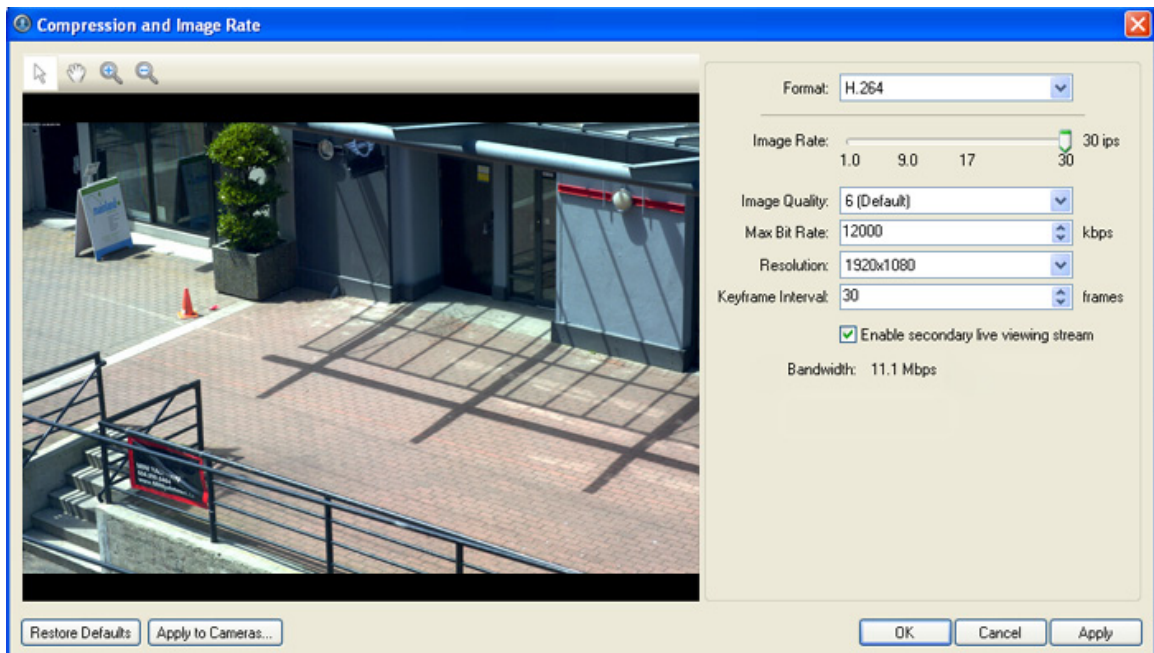 Compression and Image Rate
Format: H.264
Image Rate: 30 ips
1.0 9.0 17 30
Image Quality: 6 (Default)
Max Bit Rate: 12000 kbps
Resolution: 1920x1080
Keyframe Interval: 30 frames
Enable secondary live viewing stream
Bandwidth: 11.1 Mbps
mainland
Restore Defaults
Apply to Cameras...
OK
Cancel
Apply